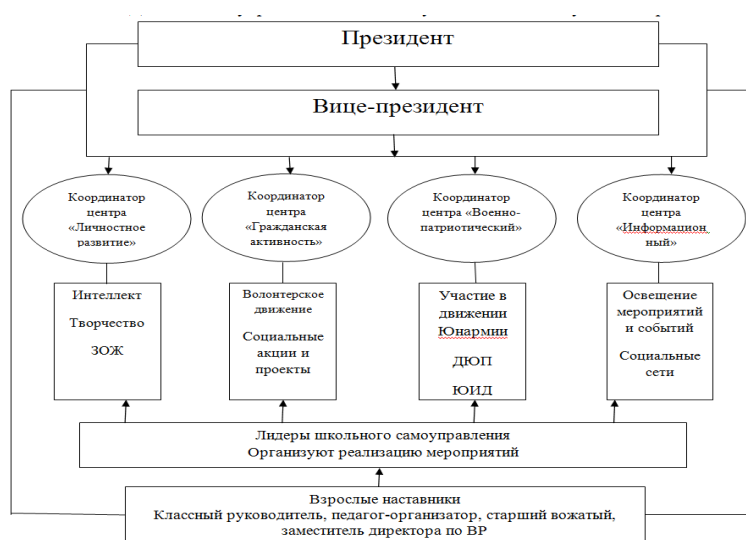 Президент
Вице-президент
Координатор
центра
«Личностное
развитие»
Координатор
центра
«Гражданская
активность»
Координатор
центра «Военно-
патриотический»
Координатор
центра
«Информацион
ный»
Интеллект
Творчество
ЗОЖ
Волонтерское
движение
Социальные
акции и
проекты
Участие в
движении
Юнармии
ДЮП
ЮИД
Освещение
мероприятий
и событий
Социальные
сети
Лидеры школьного самоуправления
Организуют реализацию мероприятий
Взрослые наставники
Классный руководитель, педагог-организатор, старший вожатый,
заместитель директора по ВР